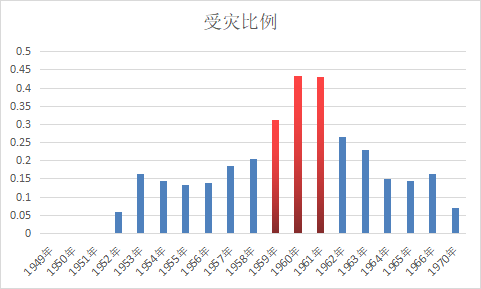 受灾比例
0.5
0.45
0.4
0.35
0.3
0.25
0.2
0.15
0.1
0.05
0
1949年
1950年
1951年
1952年
1953年
1954年
1955年
1956年
1957年
1958年
1959年
1960年
1961年
1962年
1963年
1964年
1965年
1966年
1970年